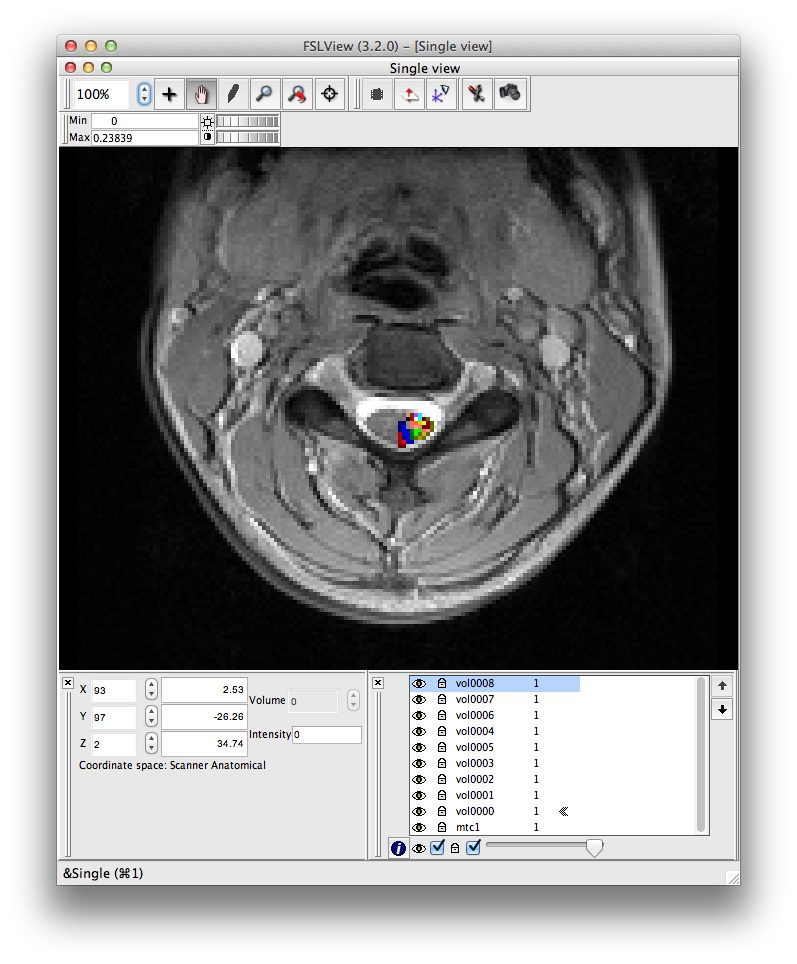 FSLView (3.2.0) – [Single view]
Single view
100%
Min 0
Max 0.23839
X 93 2.53
Y 97 -26.26
Z 2 34.74
Volume 0
Intensity 0
Coordinate space: Scanner Anatomical
vol0008 1
vol0007 1
vol0006 1
vol0004 1
vol0005 1
vol0003 1
vol0002 1
vol0001 1
vol0000 1
mtc1 1
&Single (⌘1)